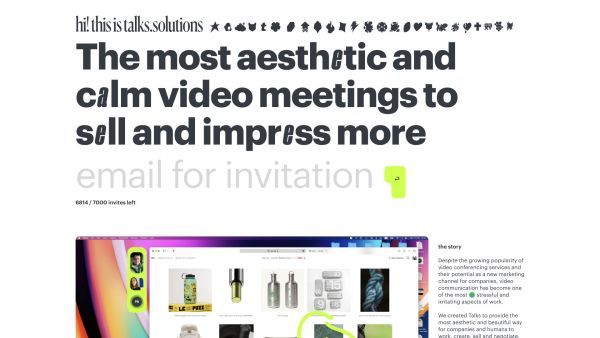 hi! this is talks.solutions
The most aesthetic and
calm video meetings to
sell and impress more
email for invitation
6814 / 7000 invites left
the story
Despite the growing popularity of
video conferencing services and
their potential as a new marketing
channel for companies, video
communication has become one
of the most stressful and
irritating aspects of work.
We created Talks to provide the
most aesthetic and beautiful way
for companies and humans to
work, create, sell and negotiate.